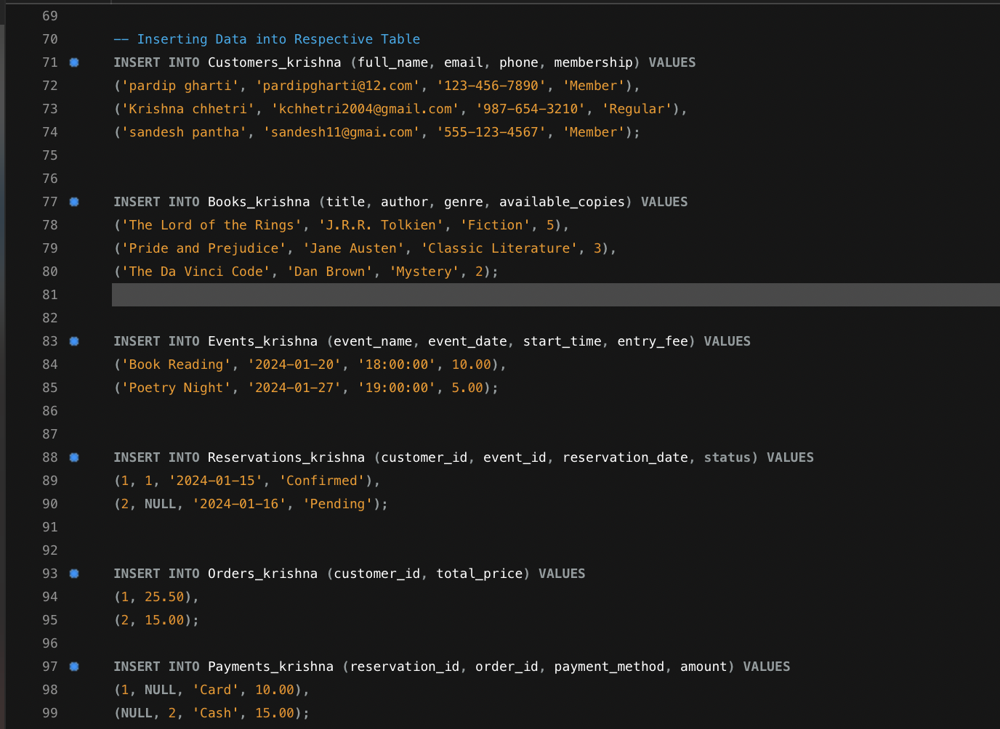 69
70 -- Inserting Data into Respective Table
71 INSERT INTO Customers_krishna (full_name, email, phone, membership) VALUES
72 ('pardip gharti', 'pardipgharti@12.com', '123-456-7890', 'Member'),
73 ('Krishna chhetri', 'kchhetri2004@gmail.com', '987-654-3210', 'Regular'),
74 ('sandesh pantha', 'sandesh11@gmai.com', '555-123-4567', 'Member');
75
76
77 INSERT INTO Books_krishna (title, author, genre, available_copies) VALUES
78 ('The Lord of the Rings', 'J.R.R. Tolkien', 'Fiction', 5),
79 ('Pride and Prejudice', 'Jane Austen', 'Classic Literature', 3),
80 ('The Da Vinci Code', 'Dan Brown', 'Mystery', 2);
81
82
83 INSERT INTO Events_krishna (event_name, event_date, start_time, entry_fee) VALUES
84 ('Book Reading', '2024-01-20', '18:00:00', 10.00),
85 ('Poetry Night', '2024-01-27', '19:00:00', 5.00);
86
87
88 INSERT INTO Reservations_krishna (customer_id, event_id, reservation_date, status) VALUES
89 (1, 1, '2024-01-15', 'Confirmed'),
90 (2, NULL, '2024-01-16', 'Pending');
91
92
93 INSERT INTO Orders_krishna (customer_id, total_price) VALUES
94 (1, 25.50),
95 (2, 15.00);
96
97 INSERT INTO Payments_krishna (reservation_id, order_id, payment_method, amount) VALUES
98 (1, NULL, 'Card', 10.00),
99 (NULL, 2, 'Cash', 15.00);